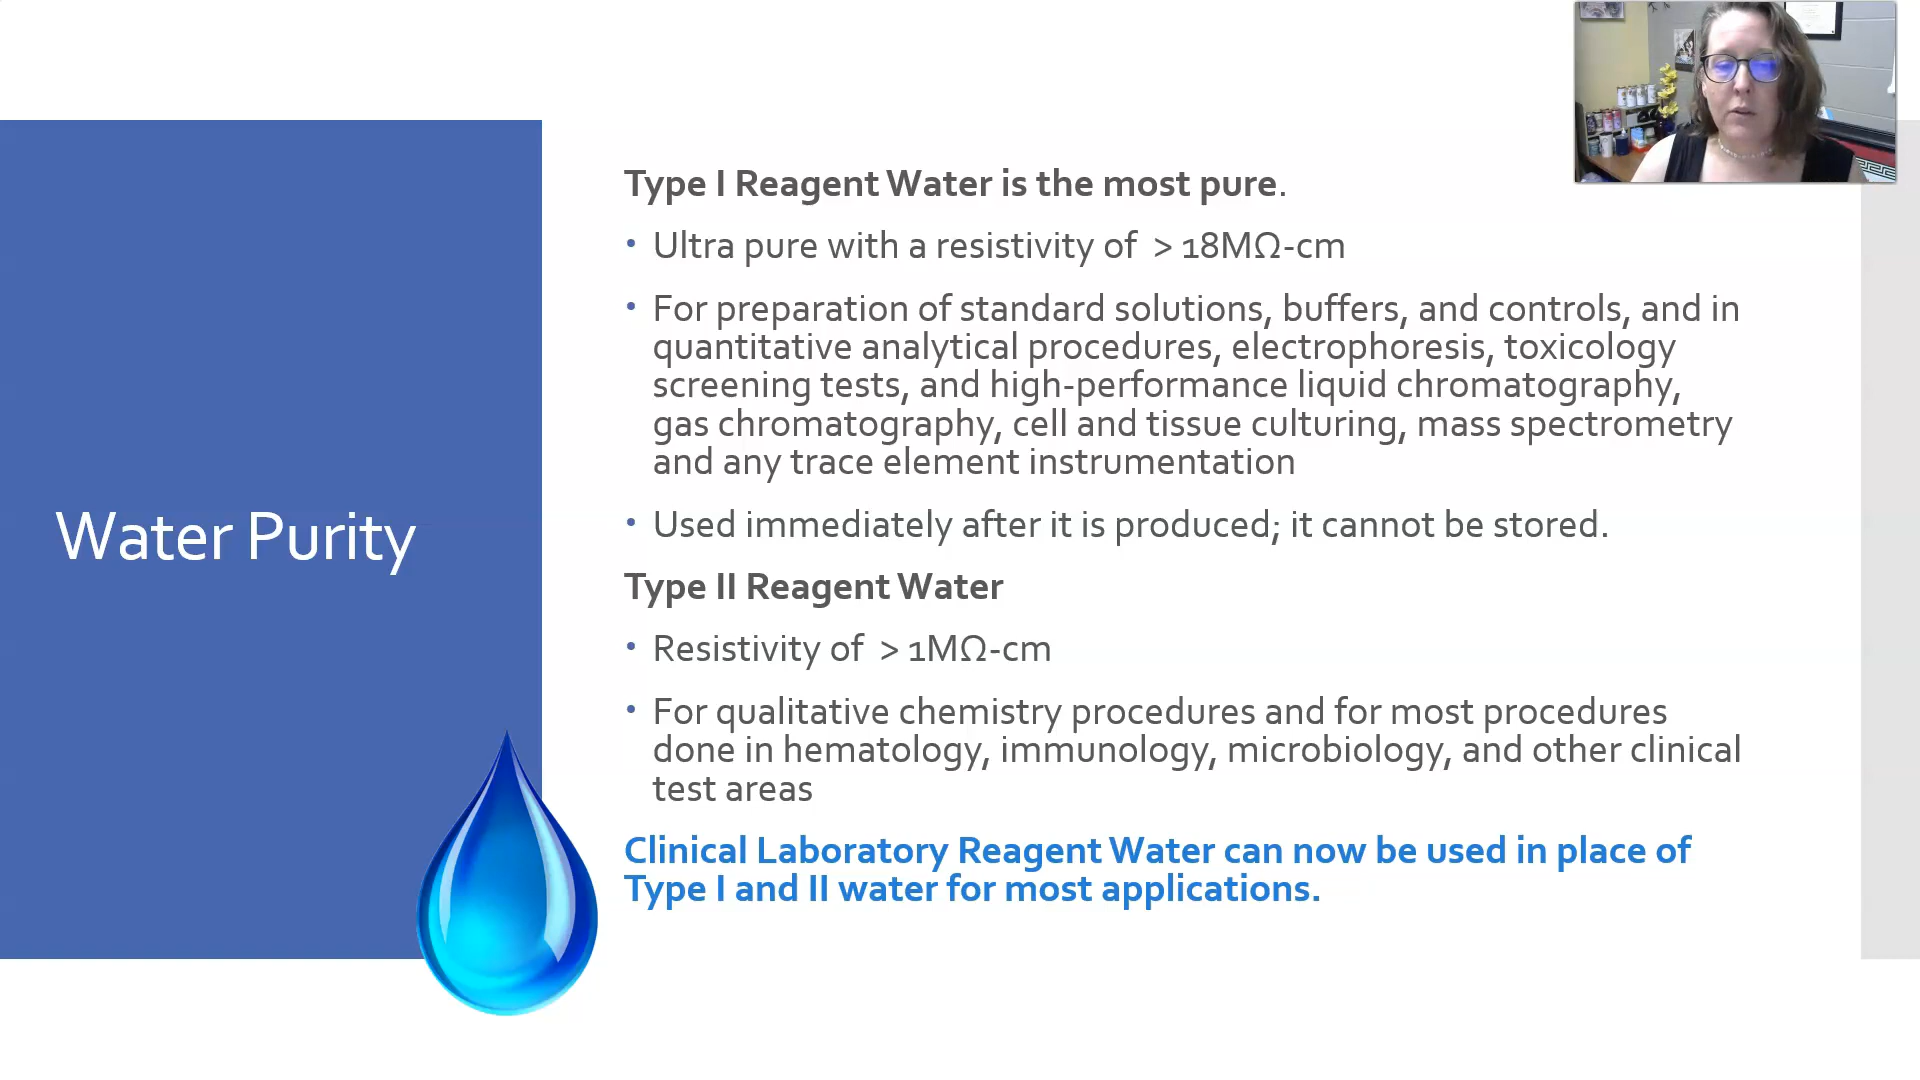 Water Purity
Type I Reagent Water is the most pure.
• Ultra pure with a resistivity of  > 18MΩ-cm
• For preparation of standard solutions, buffers, and controls, and in
quantitative analytical procedures, electrophoresis, toxicology
screening tests, and high-performance liquid chromatography,
gas chromatography, cell and tissue culturing, mass spectrometry
and any trace element instrumentation
• Used immediately after it is produced; it cannot be stored.
Type II Reagent Water
• Resistivity of  > 1MΩ-cm
• For qualitative chemistry procedures and for most procedures
done in hematology, immunology, microbiology, and other clinical
test areas
Clinical Laboratory Reagent Water can now be used in place of
Type I and II water for most applications.